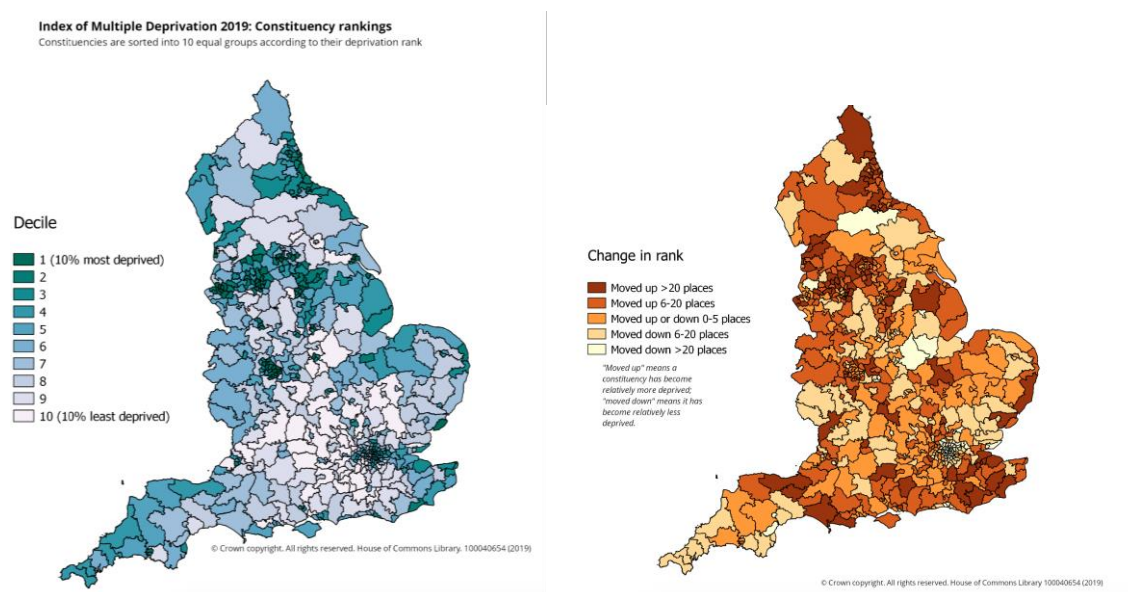 Index of Multiple Deprivation 2019: Constituency rankings
Constituencies are sorted into 10 equal groups according to their deprivation rank
Decile
1 (10% most deprived)
2
3
4
5
6
7
8
9
10 (10% least deprived)
© Crown copyright. All rights reserved. House of Commons Library. 100040654 (2019)
Change in rank
Moved up >20 places
Moved up 6-20 places
Moved up or down 0-5 places
Moved down 6-20 places
Moved down >20 places
"Moved up" means a
constituency has become
relatively more deprived;
"moved down" means it has
become relatively less
deprived.
© Crown copyright. All rights reserved. House of Commons Library 100040654 (2019)